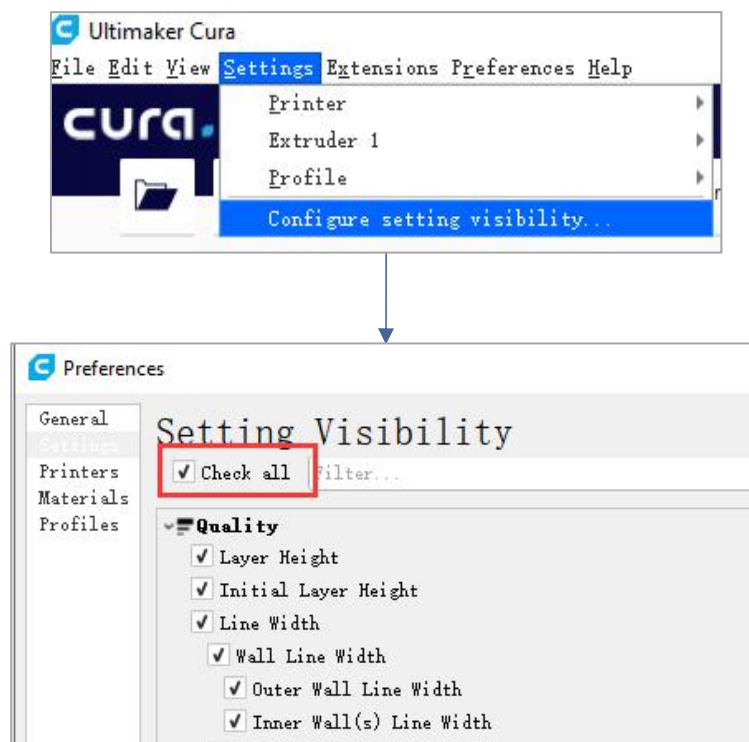 Ultimaker Cura
File Edit View Settings Extensions Preferences Help
cura.
Printer
Extruder 1
Profile
Configure setting visibility...
Preferences
General
Settings
Printers
Materials
Profiles
Setting Visibility
Check all Filter...
Quality
Layer Height
Initial Layer Height
Line Width
Wall Line Width
Outer Wall Line Width
Inner Wall(s) Line Width